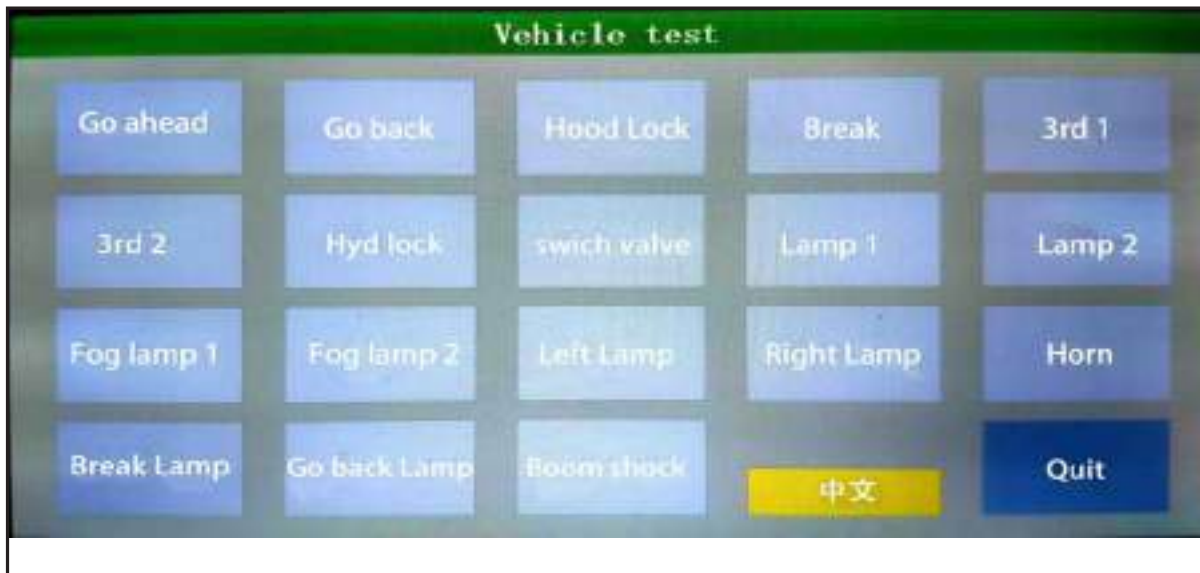 Vehicle test
Go ahead
Go back
Hood Lock
Break
3rd 1
3rd 2
Hyd lock
swich valve
Lamp 1
Lamp 2
Fog lamp 1
Fog lamp 2
Left Lamp
Right Lamp
Horn
Break Lamp
Go back Lamp
Boom shock
中文
Quit